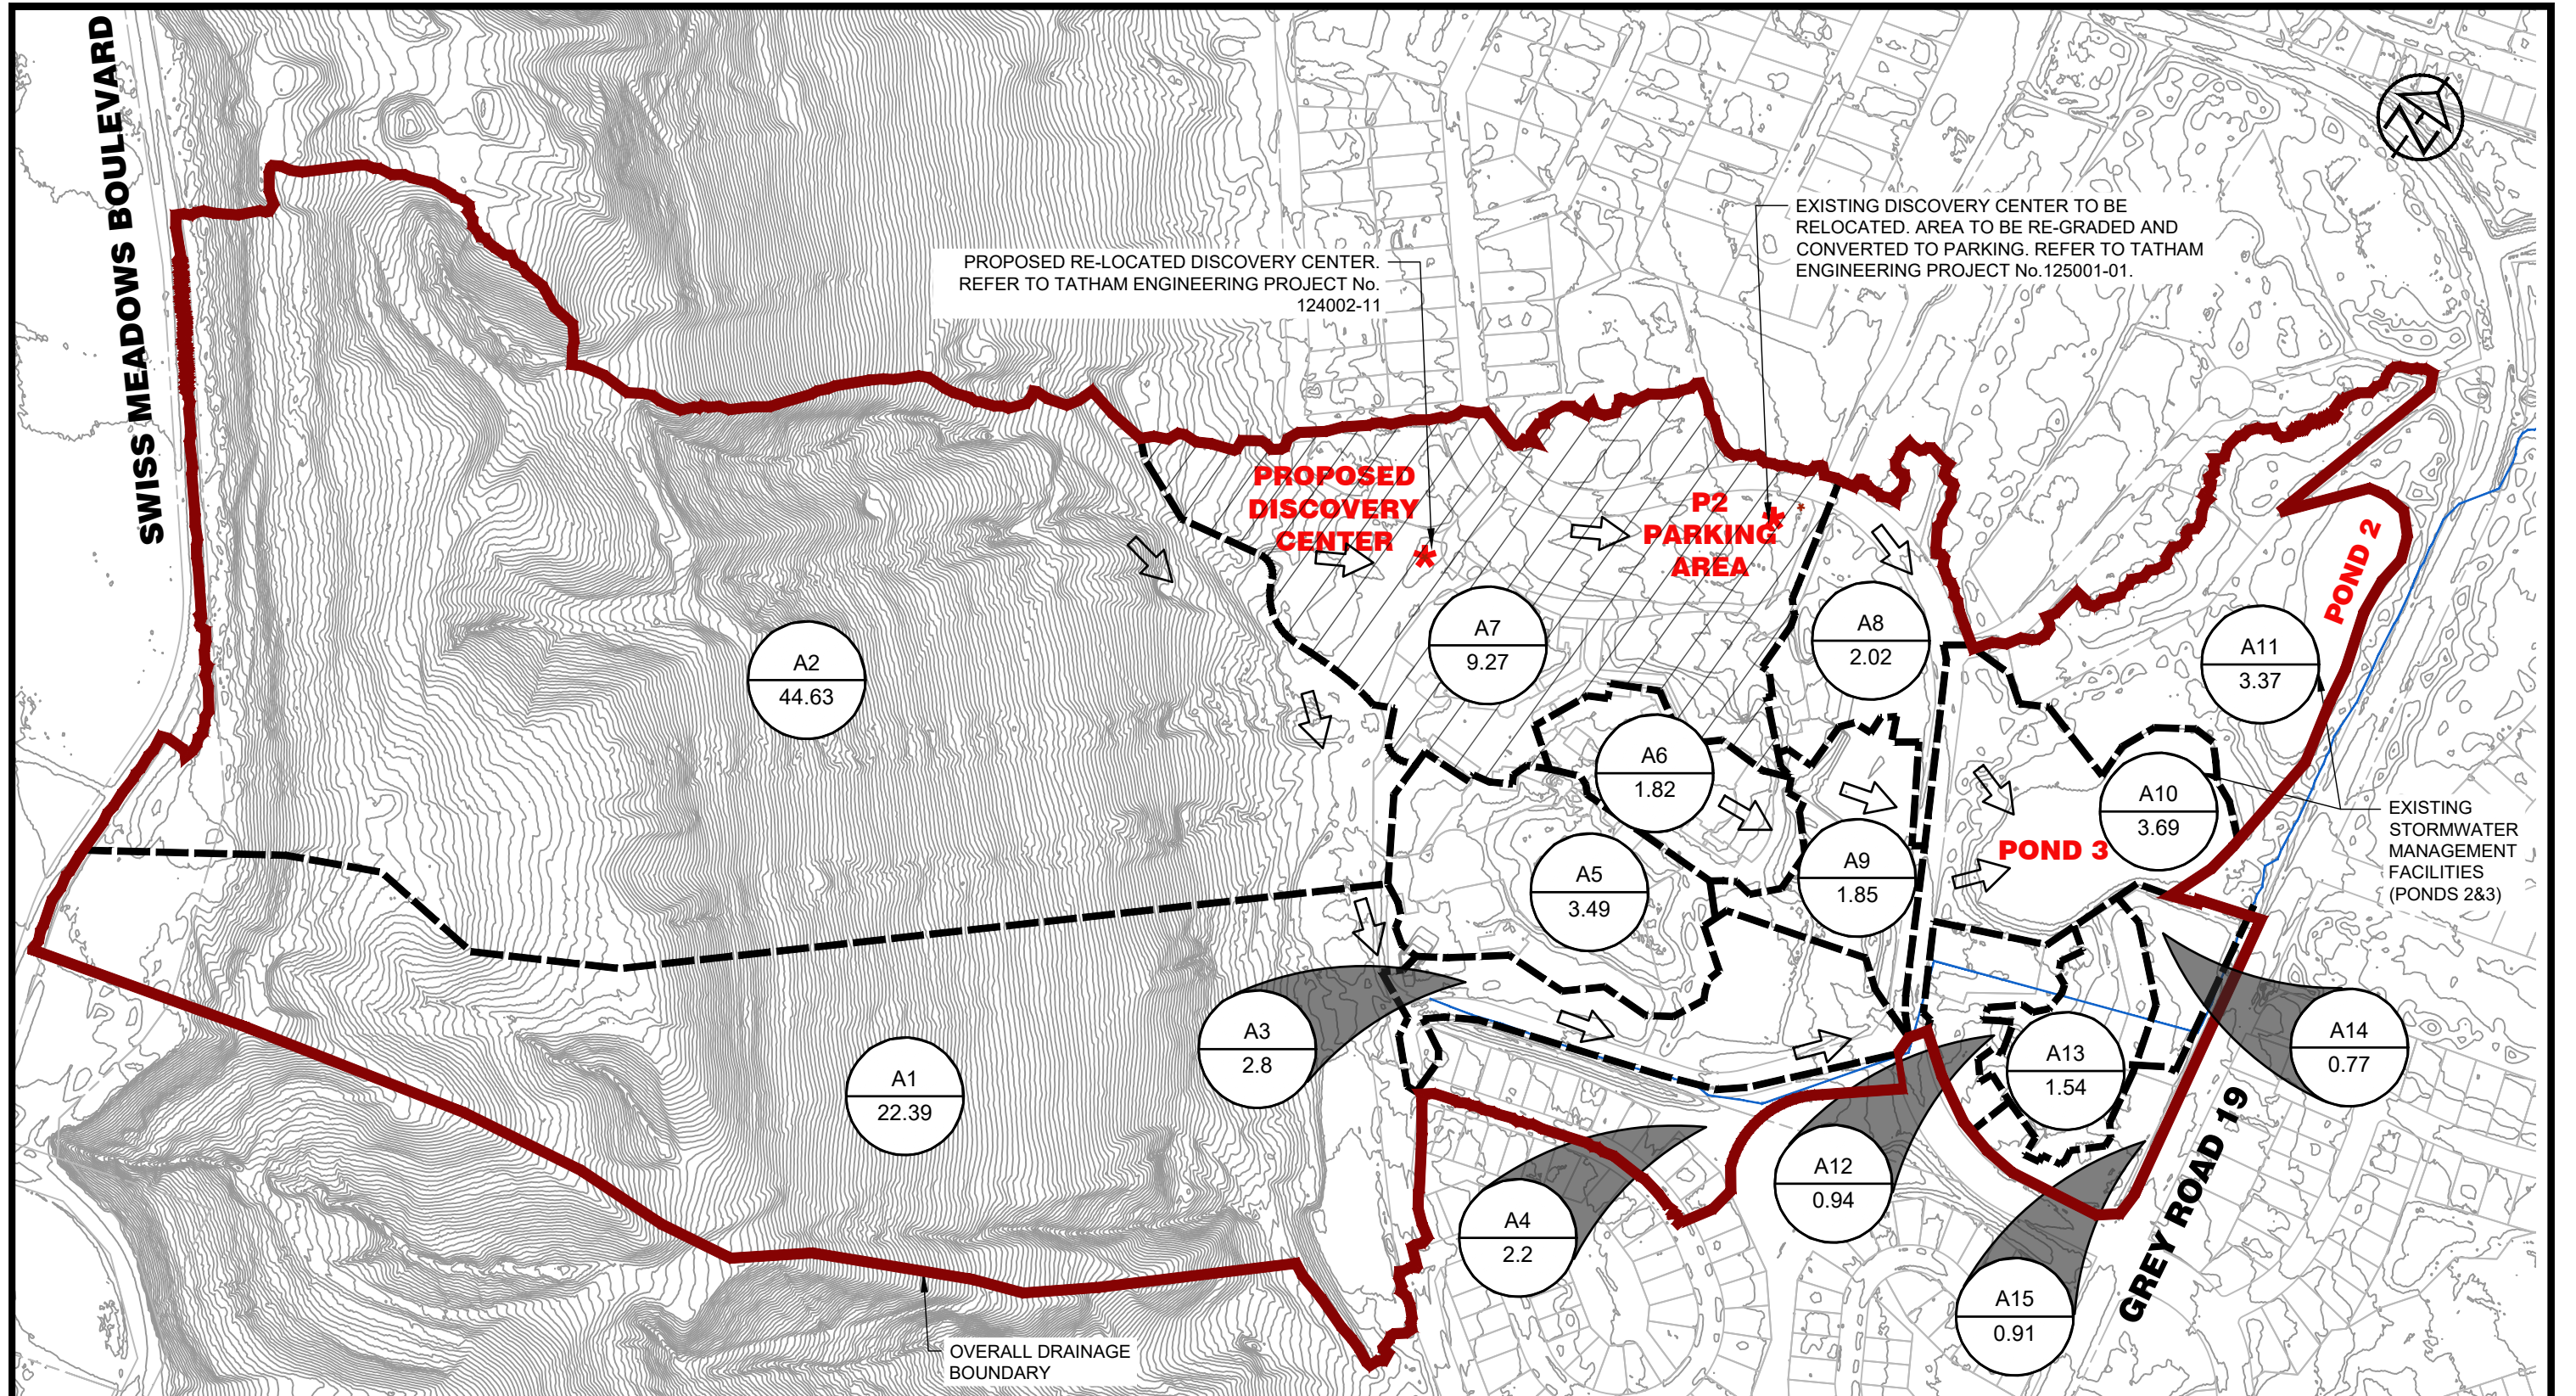 SWISS MEADOWS BOULEVARD
N
EXISTING DISCOVERY CENTER TO BE
RELOCATED. AREA TO BE RE-GRADED AND
CONVERTED TO PARKING. REFER TO TATHAM
ENGINEERING PROJECT No.125001-01.
PROPOSED RE-LOCATED DISCOVERY CENTER.
REFER TO TATHAM ENGINEERING PROJECT No.
124002-11
PROPOSED
DISCOVERY
CENTER
*
P2
PARKING
AREA
*
*
POND 2
A7
9.27
A8
2.02
A11
3.37
A2
44.63
A6
1.82
A10
3.69
POND 3
EXISTING
STORMWATER
MANAGEMENT
FACILITIES
(PONDS 2&3)
A5
3.49
A9
1.85
A3
2.8
A13
1.54
A14
0.77
A1
22.39
A12
0.94
A4
2.2
GREY ROAD 19
A15
0.91
OVERALL DRAINAGE
BOUNDARY